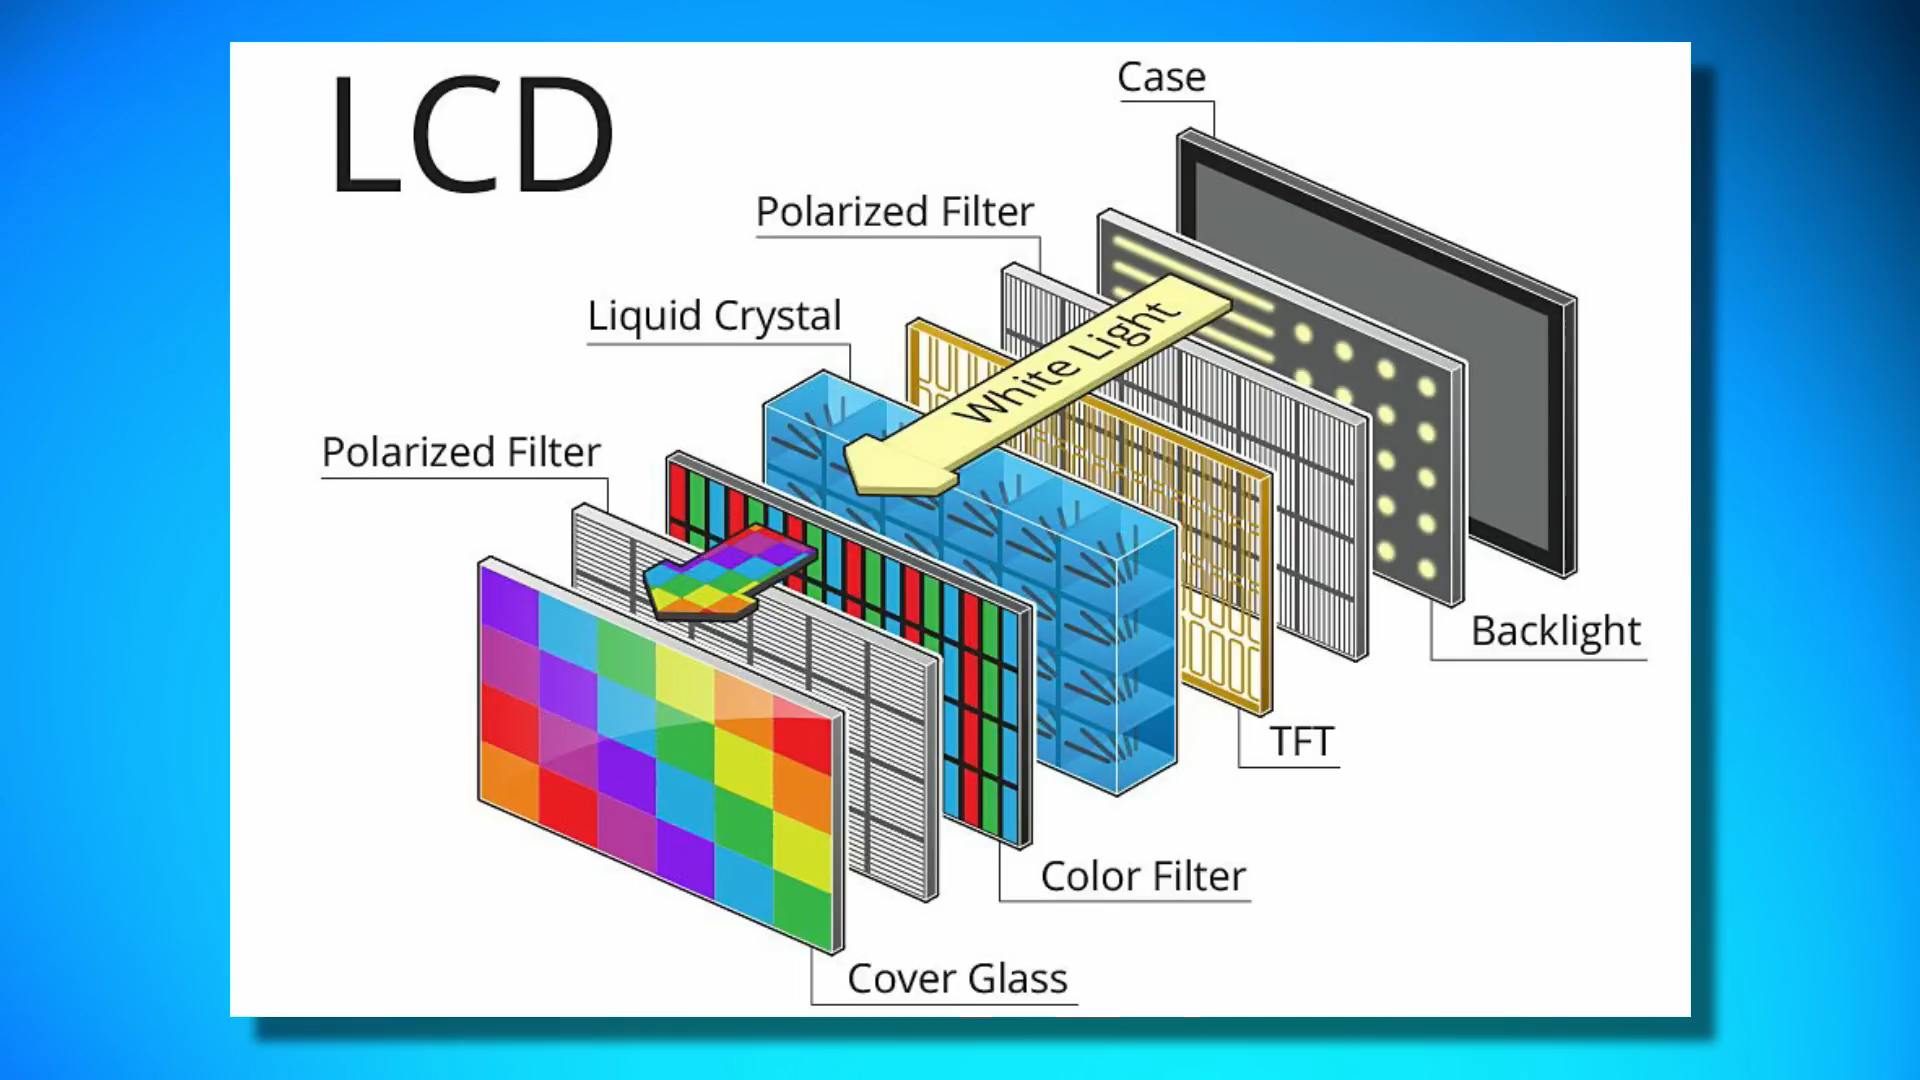 LCD
Case
Polarized Filter
White Light
Liquid Crystal
Polarized Filter
Backlight
TFT
Color Filter
Cover Glass